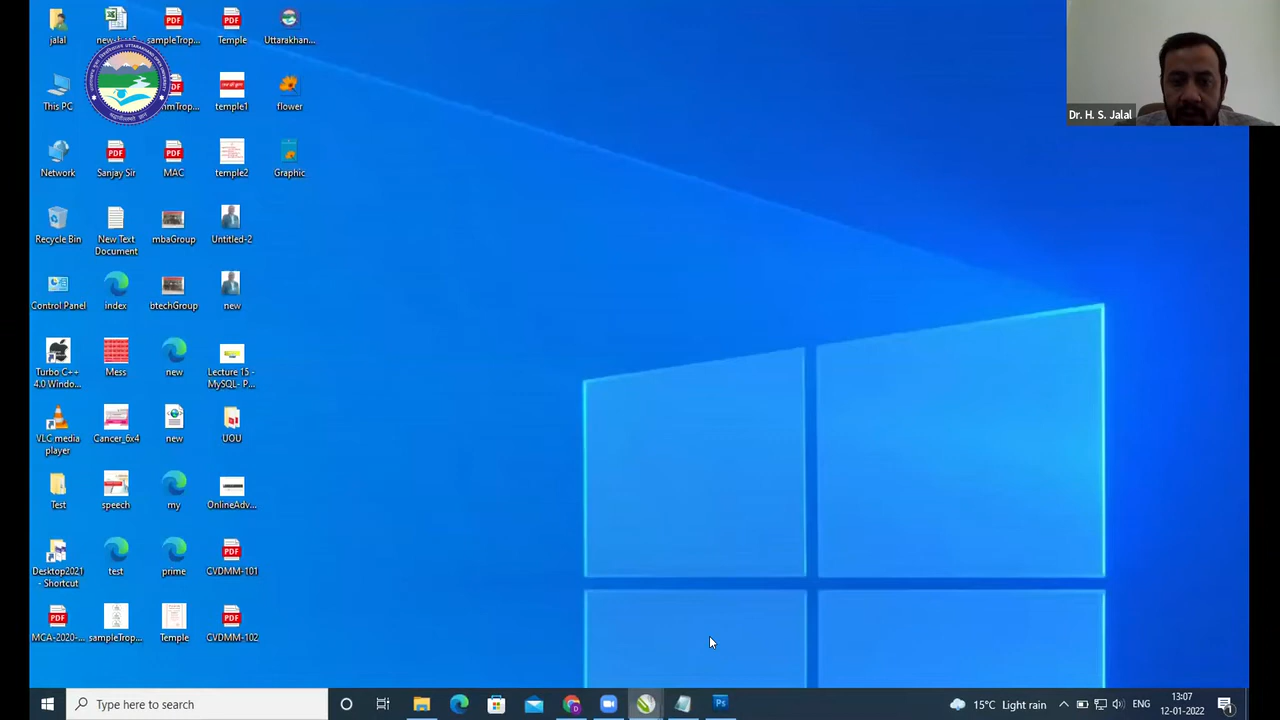 jalal
new-
sampleTrop...
Temple
Uttarakhan...
This PC
temple1
flower
Network
Sanjay Sir
MAC
temple2
Graphic
Recycle Bin
New Text
Document
mbaGroup
Untitled-2
Control Panel
index
btechGroup
new
Turbo C++
4.0 Windo...
Mess
new
Lecture 15 -
MySQL- P...
VLC media
player
Cancer_6x4
new
UOU
Test
speech
my
OnlineAdv...
Desktop2021
- Shortcut
test
prime
CVDMM-101
MCA-2020-...
sampleTrop...
Temple
CVDMM-102
Dr. H. S. Jalal
Type here to search
Ps
15°C Light rain
ENG
13:07
12-01-2022
1